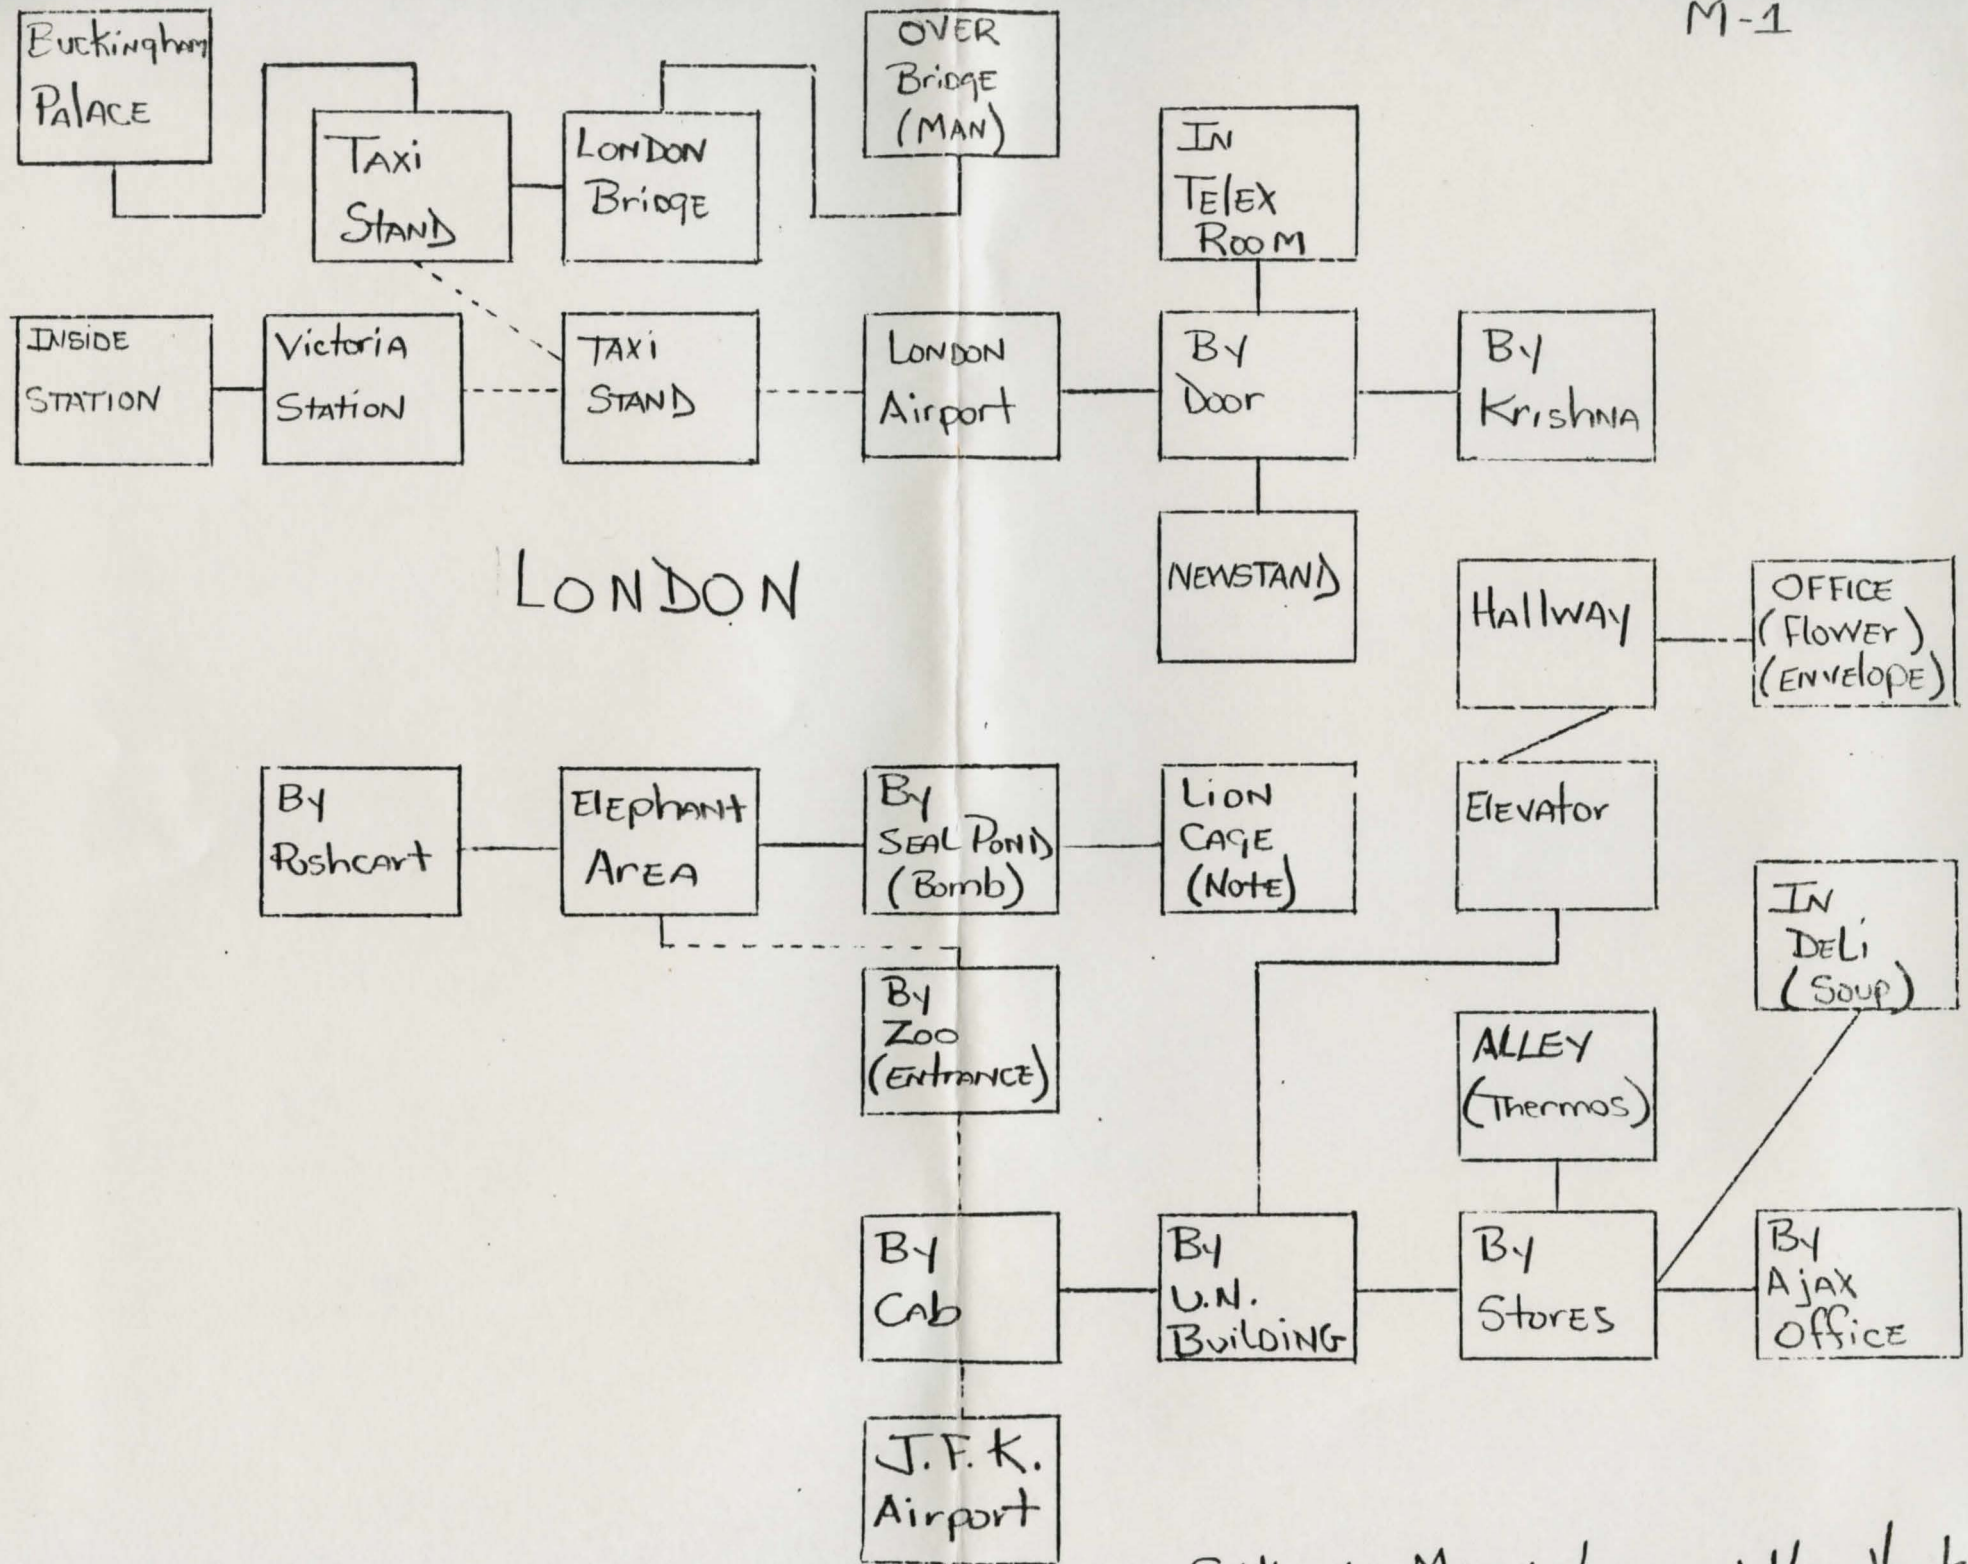 M-1
Buckingham
Palace
Taxi
Stand
London
Bridge
OVER
Bridge
(MAN)
IN
TELEX
ROOM
INSIDE
STATION
Victoria
Station
TAXI
STAND
LONDON
Airport
By
Door
By
Krishna
NEWSTAND
LONDON
Hallway
OFFICE
(Flower)
(Envelope)
By
Pushcart
Elephant
Area
By
SEAL POND
(Bomb)
Lion
CAGE
(Note)
Elevator
IN
DELI
(Soup)
By
Zoo
(Entrance)
ALLEY
(Thermos)
By
Cab
By
U.N.
BUILDING
By
Stores
By
Ajax
Office
J.F.K.
Airport